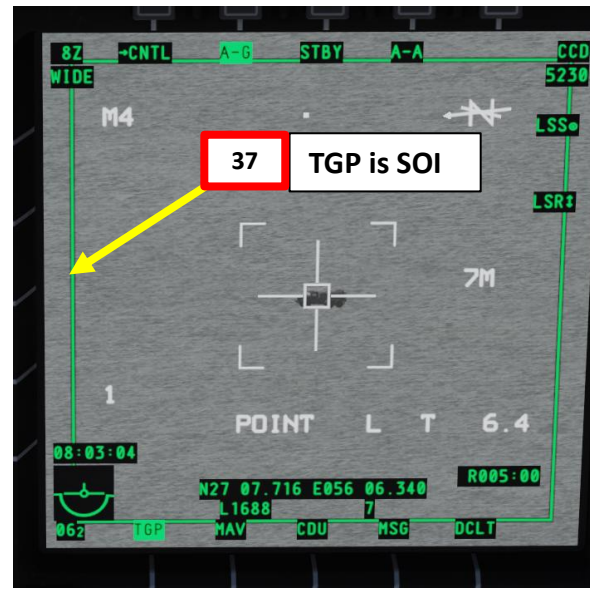 8Z →CNTL A-G STBY A-A CCD
WIDE 5230
M4 N
LSS●
37 TGP is SOI
LSR↕
7M
1
POINT L T 6.4
08:03:04
R005:00
N27 07.716 E056 06.340
L1688 7
062 TGP MAV CDU MSG DCLT